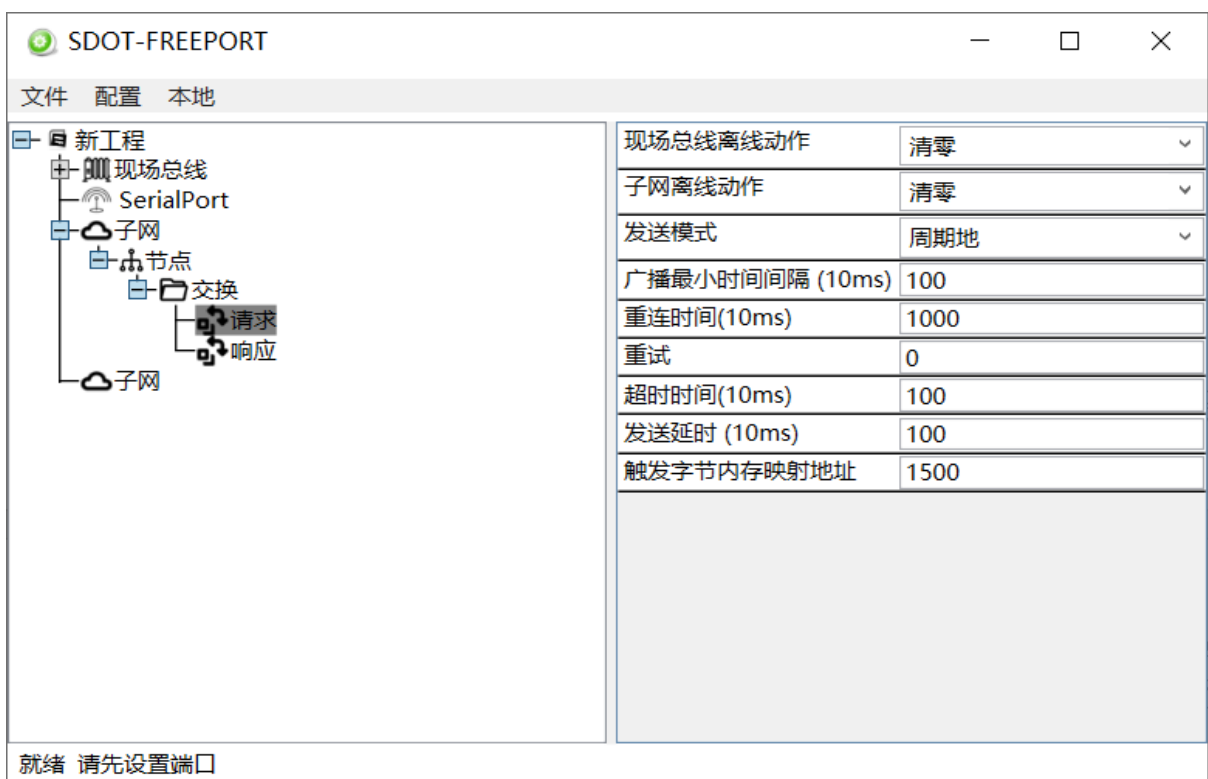 SDOT-FREEPORT
文件 配置 本地
新工程
现场总线
SerialPort
子网
节点
交换
请求
响应
子网
现场总线离线动作 清零
子网离线动作 清零
发送模式 周期地
广播最小时间间隔 (10ms) 100
重连时间(10ms) 1000
重试 0
超时时间(10ms) 100
发送延时 (10ms) 100
触发字节内存映射地址 1500
就绪 请先设置端口